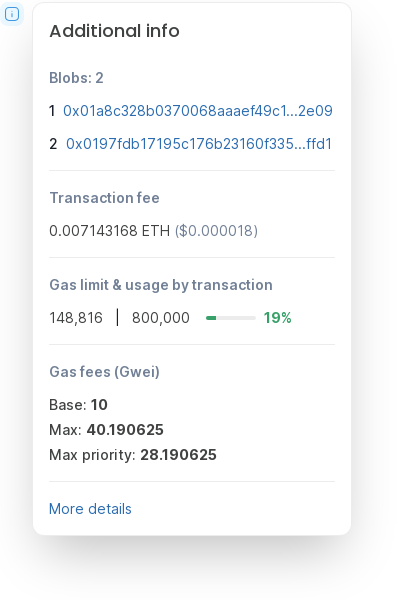 Additional info
Blobs: 2
1 0x01a8c328b0370068aaaef49c1...2e09
2 0x0197fdb17195c176b23160f335...ffd1
Transaction fee
0.007143168 ETH ($0.000018)
Gas limit & usage by transaction
148,816 | 800,000 19%
Gas fees (Gwei)
Base: 10
Max: 40.190625
Max priority: 28.190625
More details